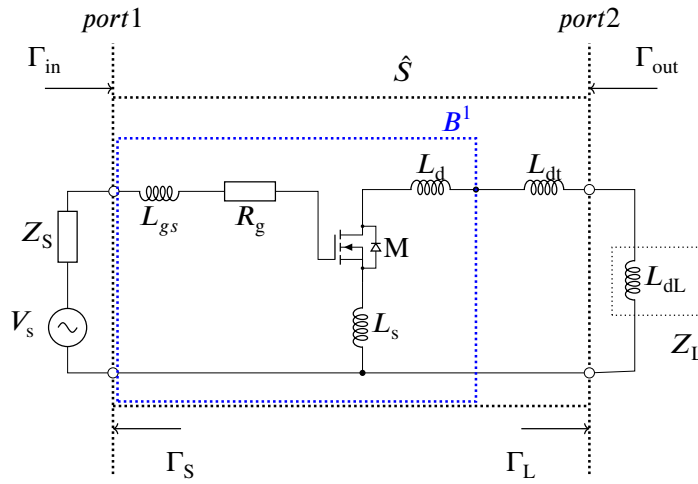 port1
port2
Γin
Ŝ
Γout
B¹
Ld
Ldt
Lgs
Rg
ZS
M
LdL
Vs
Ls
ZL
ΓS
ΓL